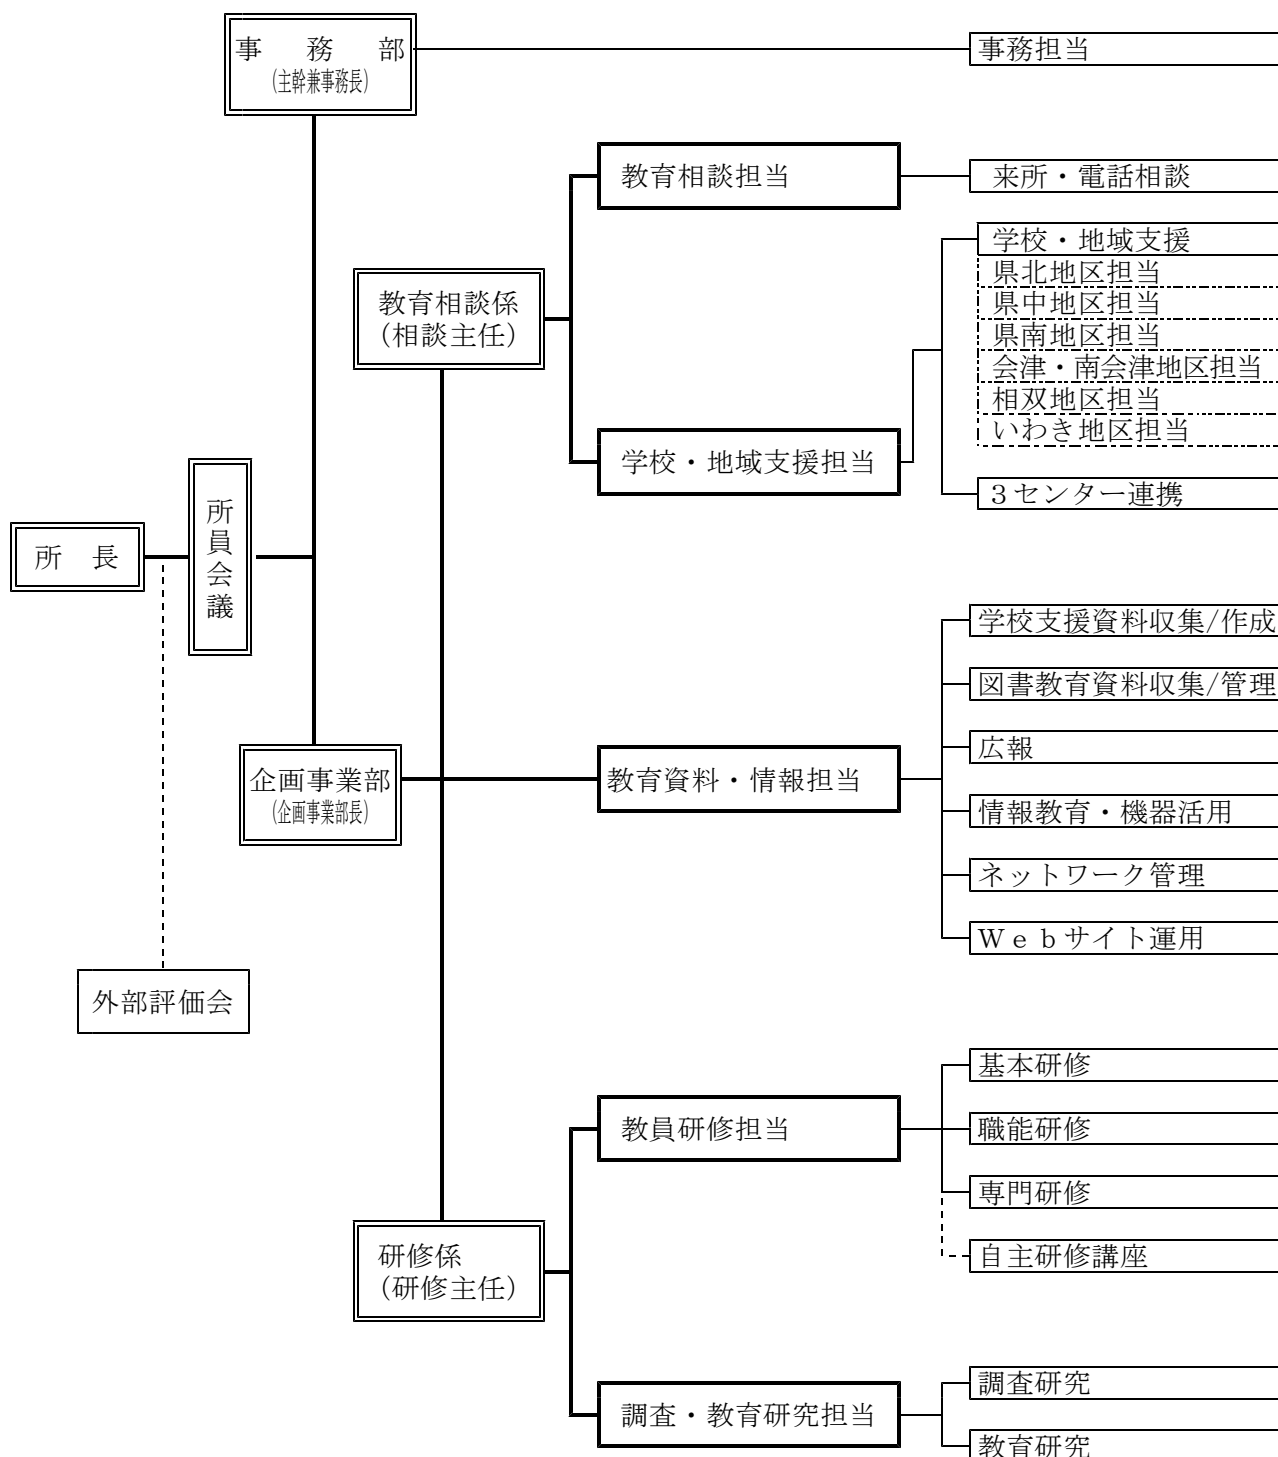 事　務　部
(主幹兼事務長)
事務担当
教育相談担当
来所・電話相談
学校・地域支援
県北地区担当
県中地区担当
県南地区担当
会津・南会津地区担当
相双地区担当
いわき地区担当
教育相談係
(相談主任)
学校・地域支援担当
３センター連携
所　長
所員会議
学校支援資料収集/作成
図書教育資料収集/管理
広報
企画事業部
(企画事業部長)
教育資料・情報担当
情報教育・機器活用
ネットワーク管理
Ｗｅｂサイト運用
外部評価会
基本研修
教員研修担当
職能研修
専門研修
自主研修講座
研修係
(研修主任)
調査・教育研究担当
調査研究
教育研究